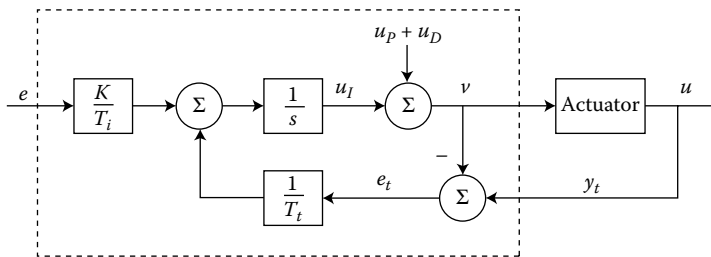 u_P + u_D
e
K
T_i
Σ
1
s
u_I
Σ
v
Actuator
u
−
1
T_t
e_t
Σ
y_t